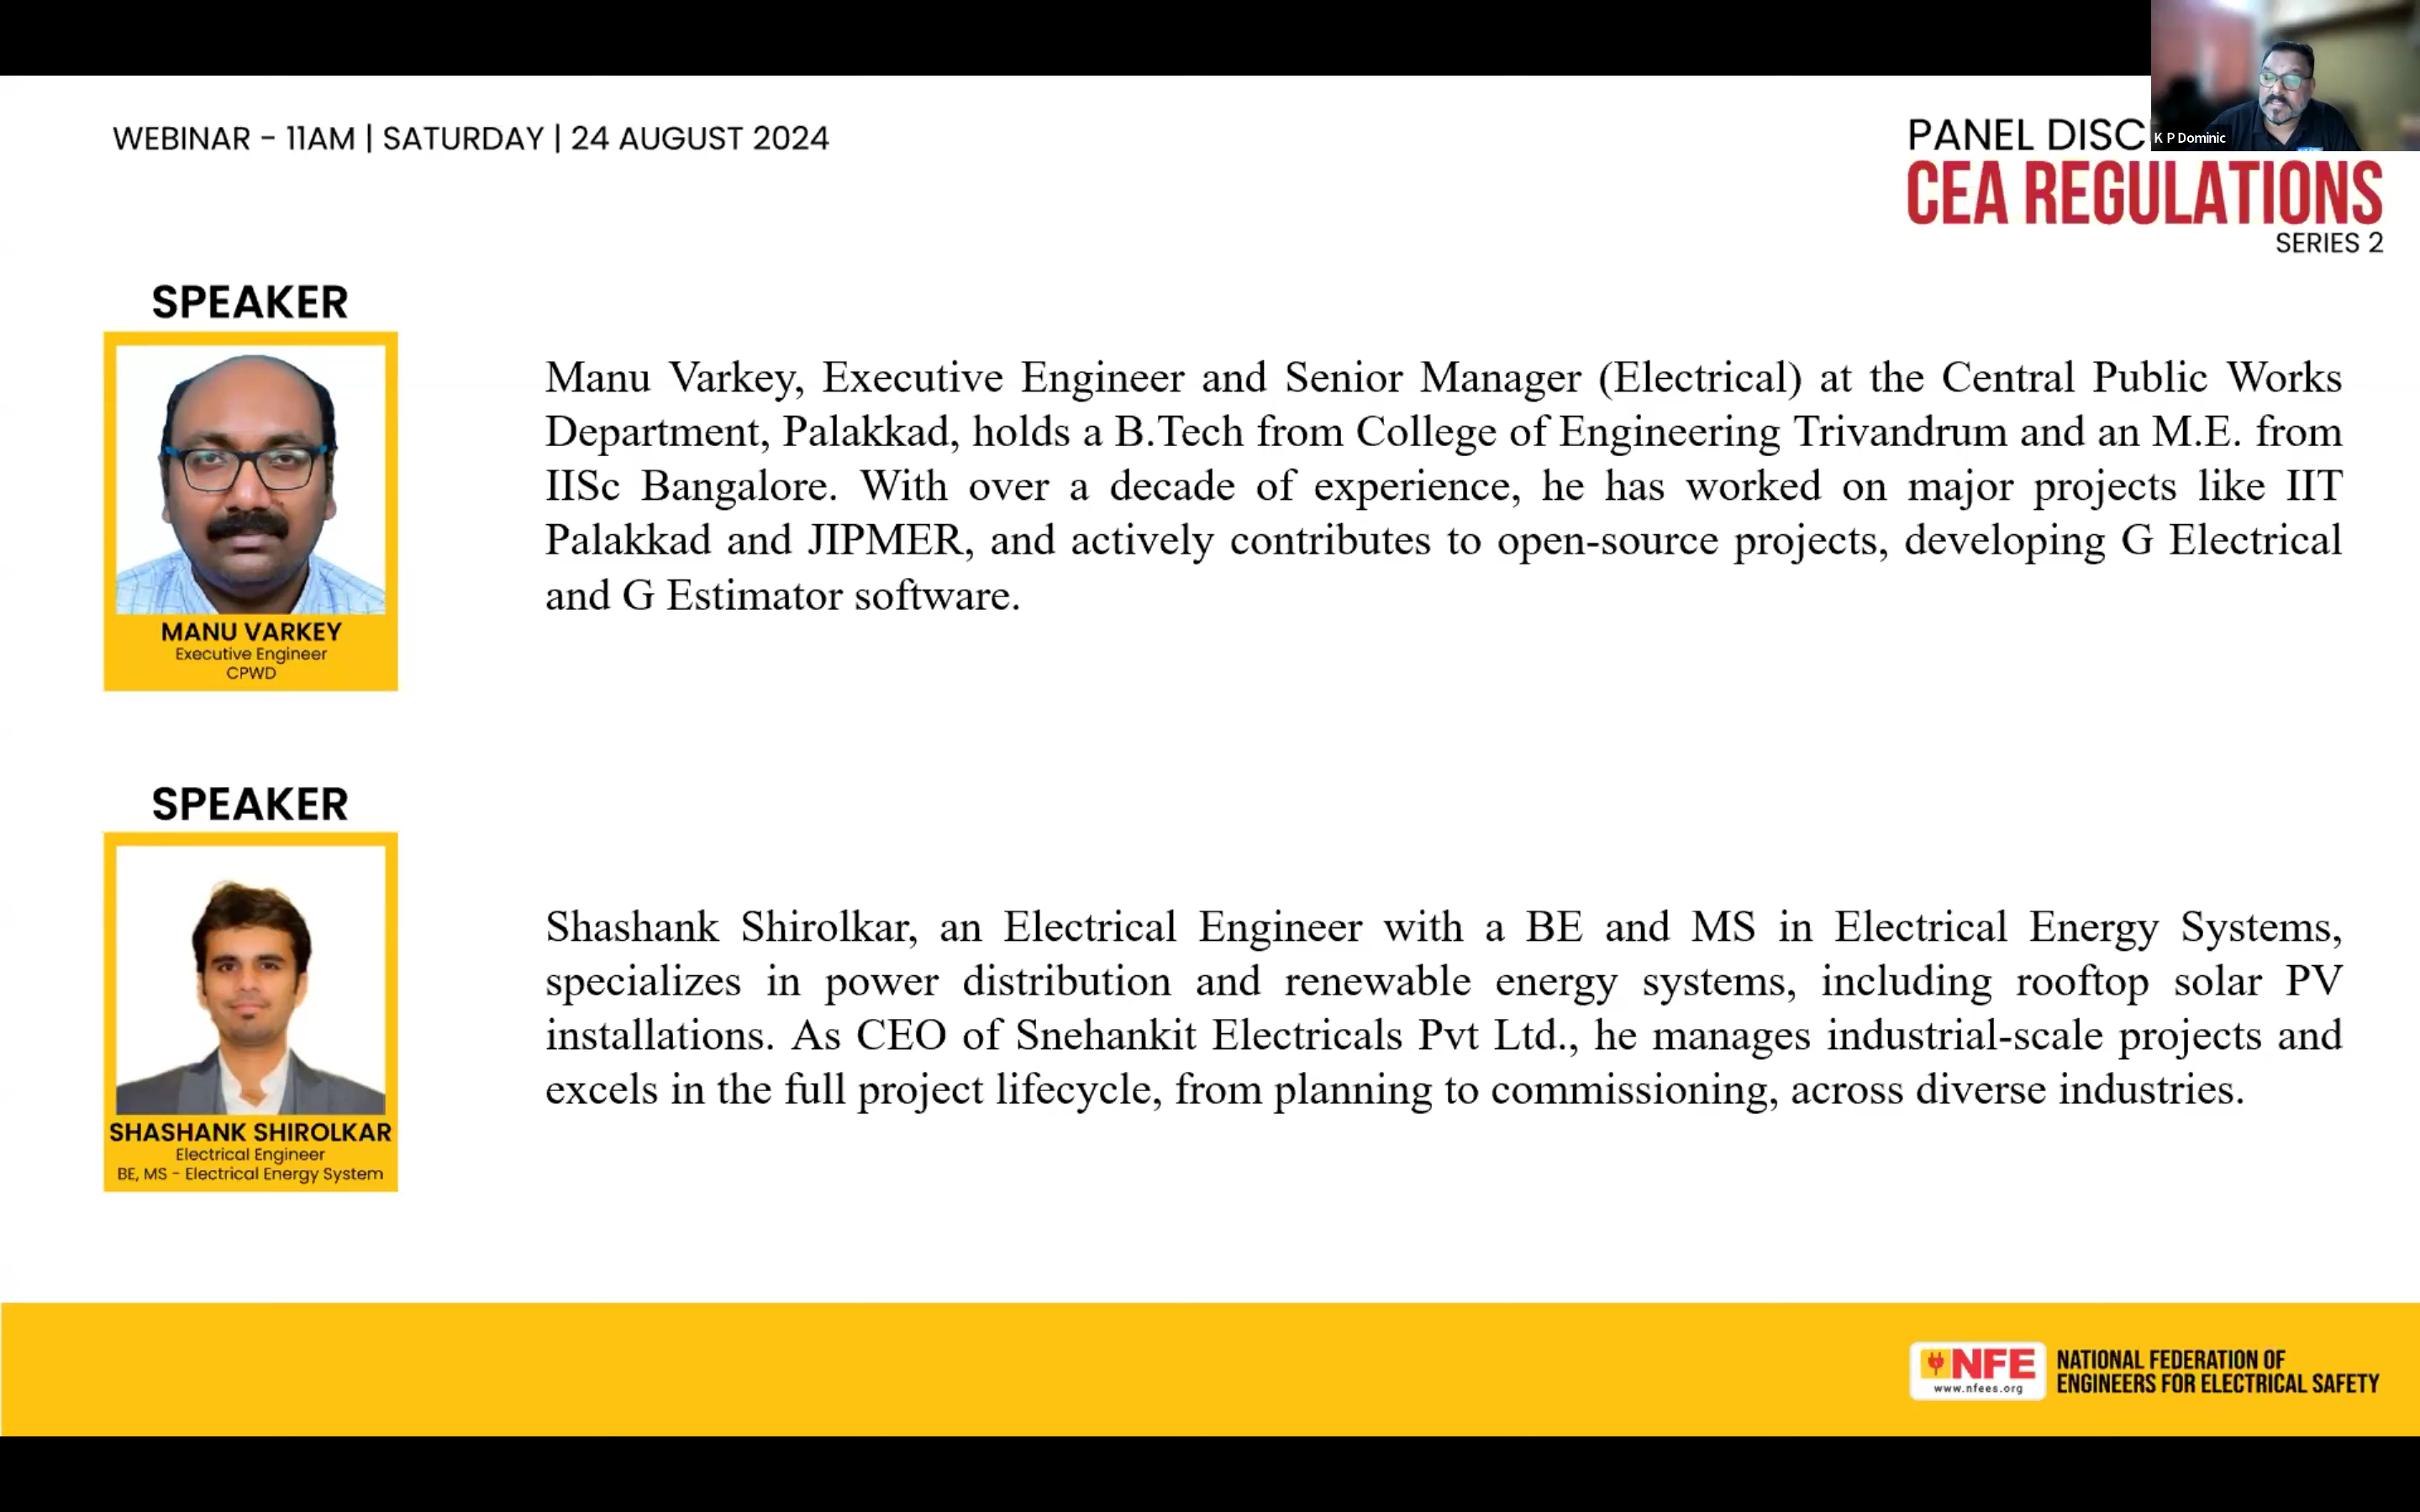 WEBINAR - 11AM | SATURDAY | 24 AUGUST 2024
PANEL DISC
K P Dominic
CEA REGULATIONS
SERIES 2
SPEAKER
Manu Varkey, Executive Engineer and Senior Manager (Electrical) at the Central Public Works
Department, Palakkad, holds a B.Tech from College of Engineering Trivandrum and an M.E. from
IISc Bangalore. With over a decade of experience, he has worked on major projects like IIT
Palakkad and JIPMER, and actively contributes to open-source projects, developing G Electrical
and G Estimator software.
MANU VARKEY
Executive Engineer
CPWD
SPEAKER
Shashank Shirolkar, an Electrical Engineer with a BE and MS in Electrical Energy Systems,
specializes in power distribution and renewable energy systems, including rooftop solar PV
installations. As CEO of Snehankit Electricals Pvt Ltd., he manages industrial-scale projects and
excels in the full project lifecycle, from planning to commissioning, across diverse industries.
SHASHANK SHIROLKAR
Electrical Engineer
BE, MS - Electrical Energy System
NFE
www.nfees.org
NATIONAL FEDERATION OF
ENGINEERS FOR ELECTRICAL SAFETY